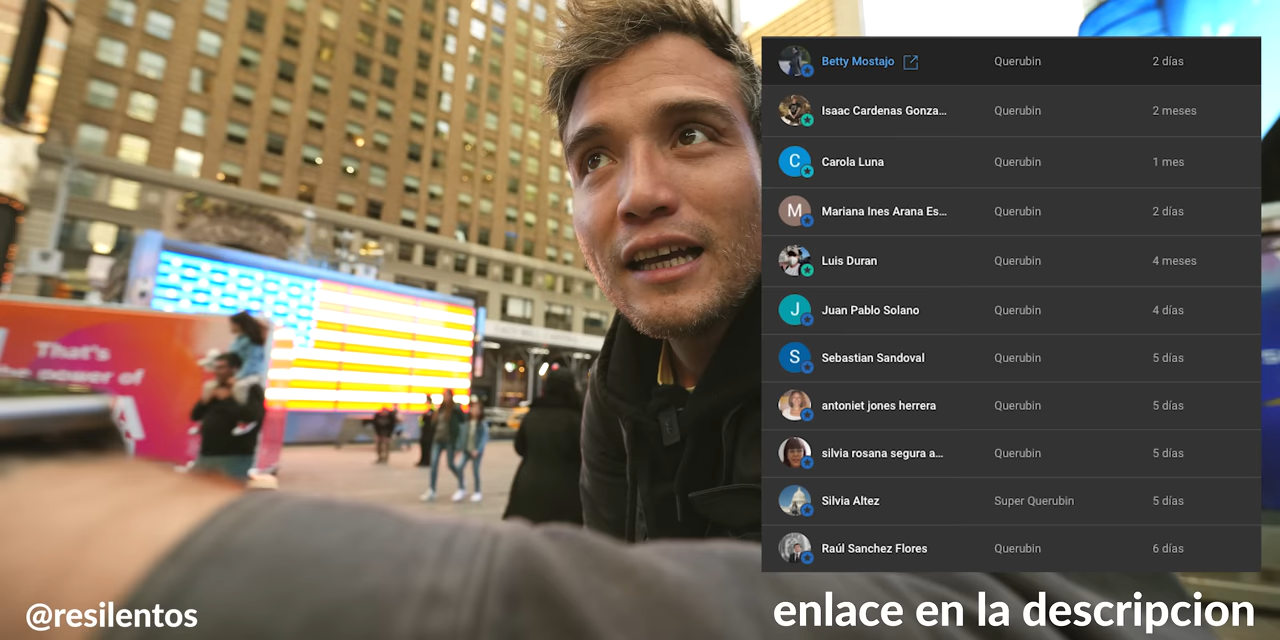 Betty Mostajo Querubin 2 días
Isaac Cardenas Gonza... Querubin 2 meses
C Carola Luna Querubin 1 mes
M Mariana Ines Arana Es... Querubin 2 días
Luis Duran Querubin 4 meses
J Juan Pablo Solano Querubin 4 días
S Sebastian Sandoval Querubin 5 días
antoniet jones herrera Querubin 5 días
silvia rosana segura a... Querubin 5 días
Silvia Altez Super Querubin 5 días
Raúl Sanchez Flores Querubin 6 días
That's
the power of
A
@resilentos
enlace en la descripcion